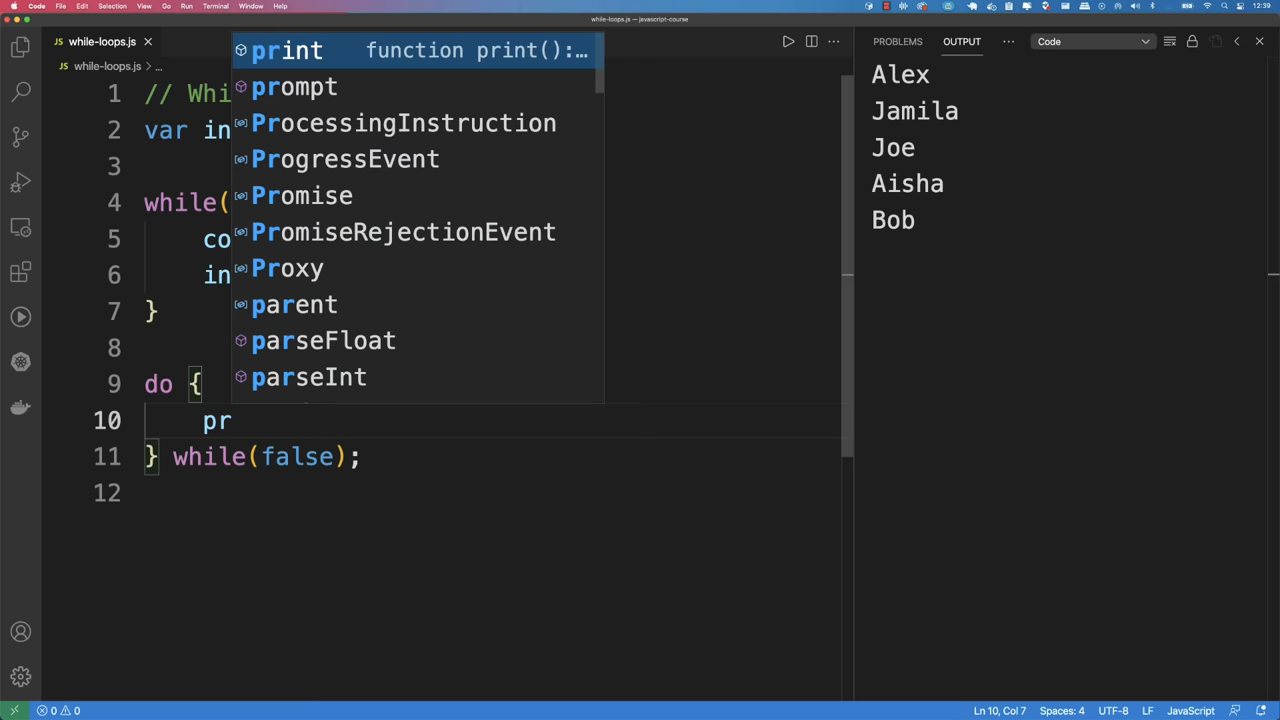 Code File Edit Selection View Go Run Terminal Window Help 12:39
while-loops.js — javascript-course
while-loops.js
while-loops.js > ...
1 // Whi
2 var in
3
4 while(
5 co
6 in
7 }
8
9 do {
10 pr
11 } while(false);
12
print function print():...
prompt
ProcessingInstruction
ProgressEvent
Promise
PromiseRejectionEvent
Proxy
parent
parseFloat
parseInt
PROBLEMS OUTPUT ... Code
Alex
Jamila
Joe
Aisha
Bob
0 0 Ln 10, Col 7 Spaces: 4 UTF-8 LF JavaScript